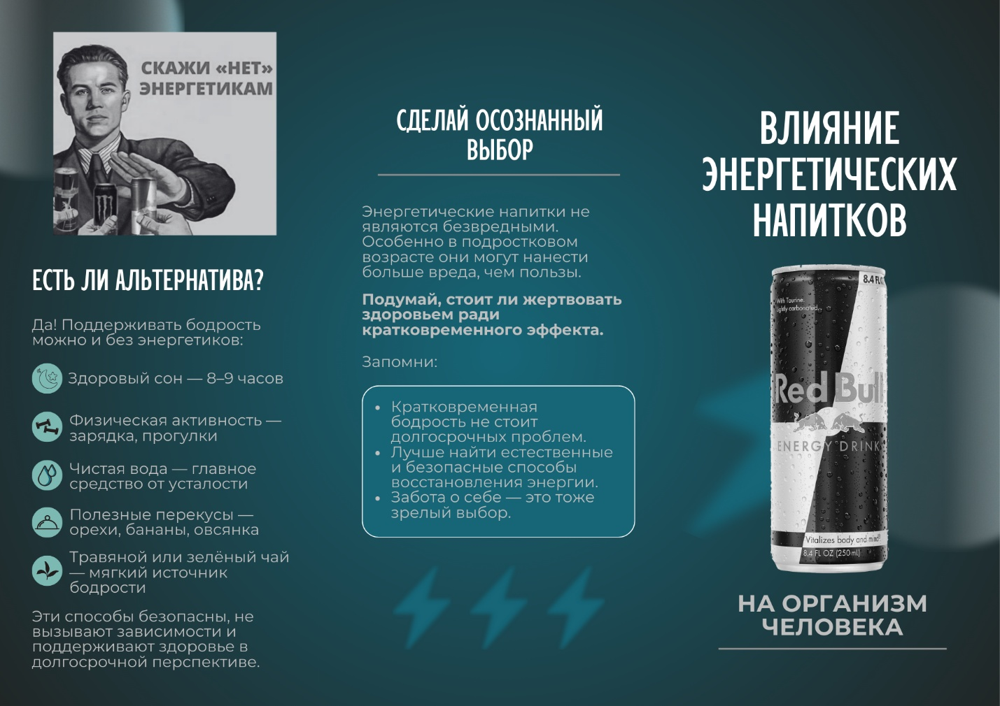 СКАЖИ «НЕТ»
ЭНЕРГЕТИКАМ
ЕСТЬ ЛИ АЛЬТЕРНАТИВА?
Да! Поддерживать бодрость
можно и без энергетиков:
Здоровый сон — 8–9 часов
Физическая активность —
зарядка, прогулки
Чистая вода — главное
средство от усталости
Полезные перекусы —
орехи, бананы, овсянка
Травяной или зелёный чай
— мягкий источник
бодрости
Эти способы безопасны, не
вызывают зависимости и
поддерживают здоровье в
долгосрочной перспективе.
СДЕЛАЙ ОСОЗНАННЫЙ
ВЫБОР
Энергетические напитки не
являются безвредными.
Особенно в подростковом
возрасте они могут нанести
больше вреда, чем пользы.
Подумай, стоит ли жертвовать
здоровьем ради
кратковременного эффекта.
Запомни:
• Кратковременная
бодрость не стоит
долгосрочных проблем.
• Лучше найти естественные
и безопасные способы
восстановления энергии.
• Забота о себе — это тоже
зрелый выбор.
ВЛИЯНИЕ
ЭНЕРГЕТИЧЕСКИХ
НАПИТКОВ
8.4 FL
With Taurine.
Lightly carbonated.
Red Bull
ENERGY DRINK
Vitalizes body and mind®
8.4 FL OZ (250 mL)
НА ОРГАНИЗМ
ЧЕЛОВЕКА